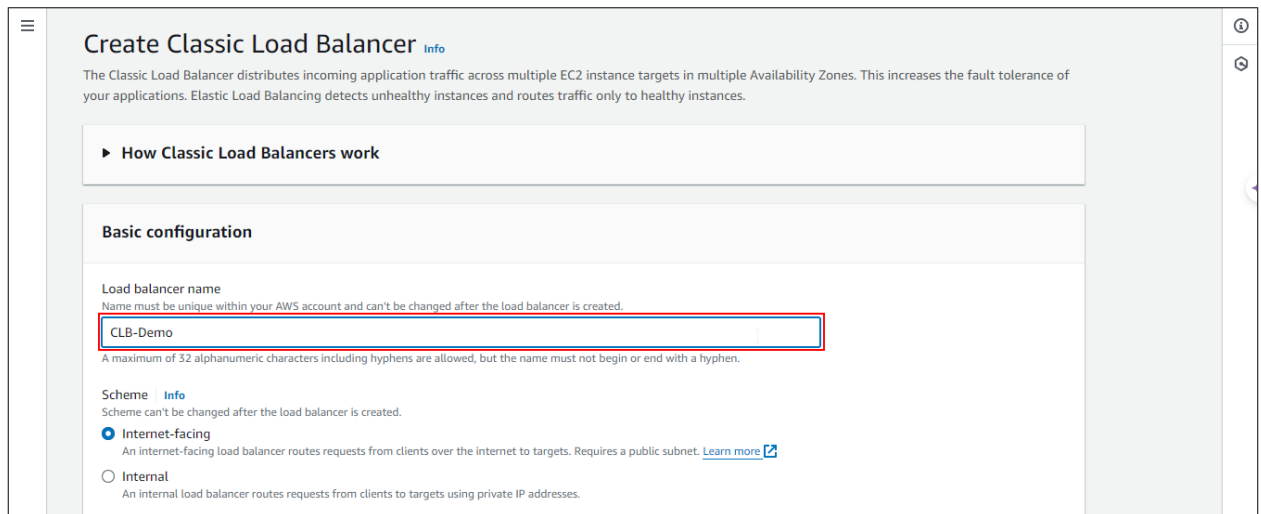 Create Classic Load Balancer Info
The Classic Load Balancer distributes incoming application traffic across multiple EC2 instance targets in multiple Availability Zones. This increases the fault tolerance of
your applications. Elastic Load Balancing detects unhealthy instances and routes traffic only to healthy instances.
How Classic Load Balancers work
Basic configuration
Load balancer name
Name must be unique within your AWS account and can't be changed after the load balancer is created.
CLB-Demo
A maximum of 32 alphanumeric characters including hyphens are allowed, but the name must not begin or end with a hyphen.
Scheme Info
Scheme can't be changed after the load balancer is created.
Internet-facing
An internet-facing load balancer routes requests from clients over the internet to targets. Requires a public subnet. Learn more
Internal
An internal load balancer routes requests from clients to targets using private IP addresses.